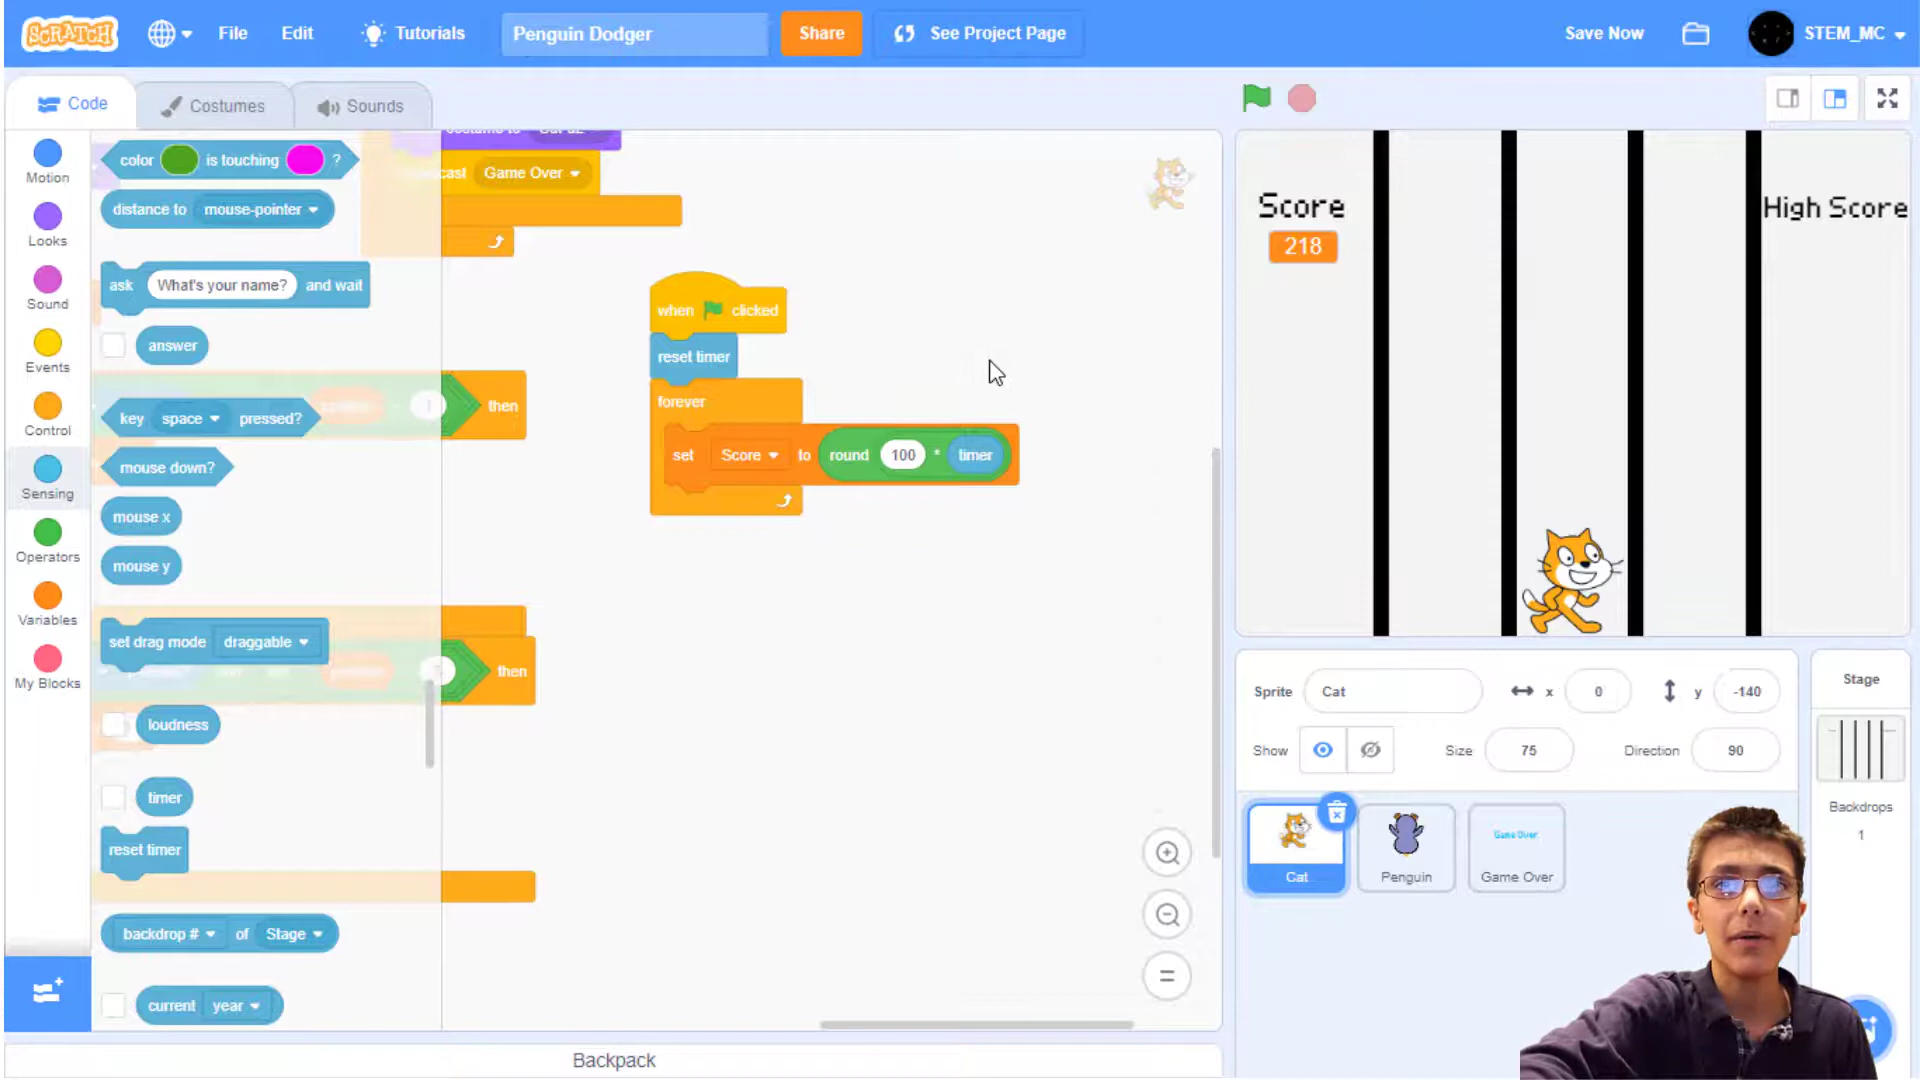 SCRATCH File Edit Tutorials Penguin Dodger Share See Project Page Save Now STEM_MC
Code Costumes Sounds
Motion
Looks
Sound
Events
Control
Sensing
Operators
Variables
My Blocks
color is touching ?
distance to mouse-pointer
ask What's your name? and wait
answer
key space pressed?
mouse down?
mouse x
mouse y
set drag mode draggable
loudness
timer
reset timer
backdrop # of Stage
current year
Game Over
then
then
when clicked
reset timer
forever
set Score to round 100 * timer
Backpack
Score
218
High Score
Sprite Cat x 0 y -140
Show Size 75 Direction 90
Cat
Penguin
Game Over
Game Over
Stage
Backdrops
1